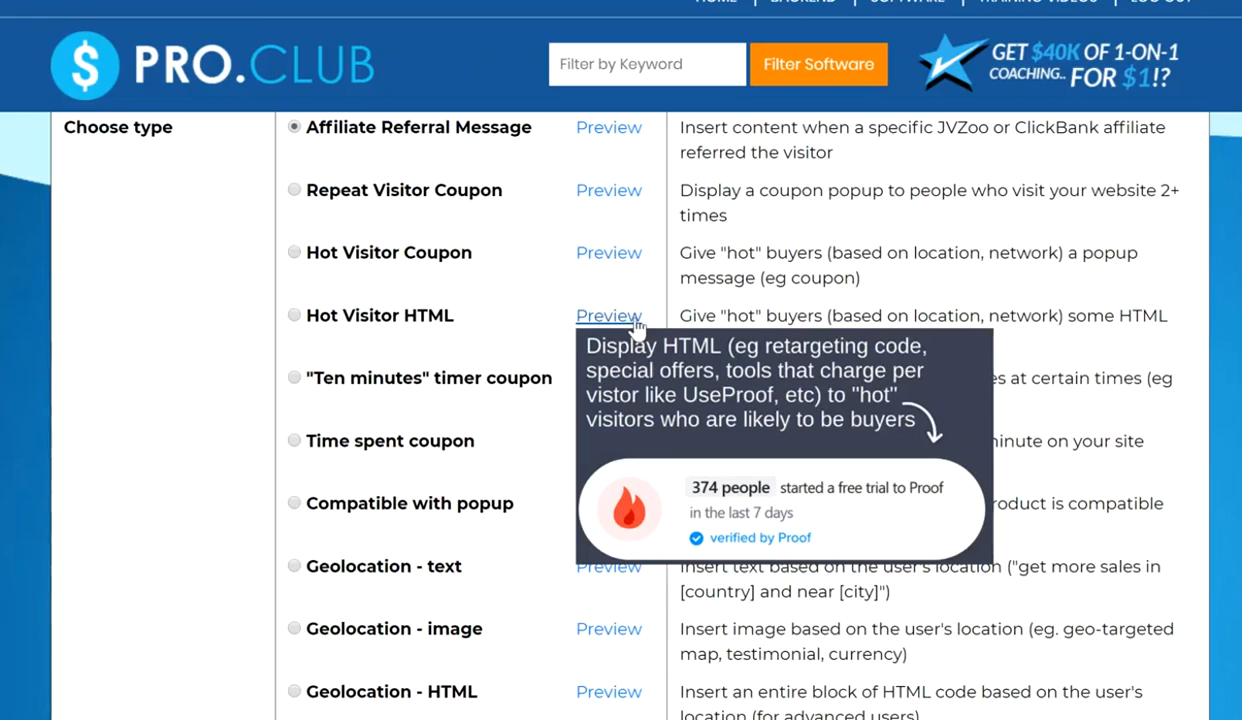 HOME | BACKEND | SOFTWARE | TRAINING VIDEOS | LOG OUT
$ PRO.CLUB
Filter by Keyword
Filter Software
GET $40K OF 1-ON-1
COACHING.. FOR $1!?
Choose type
Affiliate Referral Message
Preview
Insert content when a specific JVZoo or ClickBank affiliate
referred the visitor
Repeat Visitor Coupon
Preview
Display a coupon popup to people who visit your website 2+
times
Hot Visitor Coupon
Preview
Give "hot" buyers (based on location, network) a popup
message (eg coupon)
Hot Visitor HTML
Preview
Give "hot" buyers (based on location, network) some HTML
Display HTML (eg retargeting code,
special offers, tools that charge per
vistor like UseProof, etc) to "hot"
visitors who are likely to be buyers
374 people started a free trial to Proof
in the last 7 days
verified by Proof
"Ten minutes" timer coupon
es at certain times (eg
Time spent coupon
minute on your site
Compatible with popup
roduct is compatible
Geolocation - text
Preview
Insert text based on the user's location ("get more sales in
[country] and near [city]")
Geolocation - image
Preview
Insert image based on the user's location (eg. geo-targeted
map, testimonial, currency)
Geolocation - HTML
Preview
Insert an entire block of HTML code based on the user's
location (for advanced users)